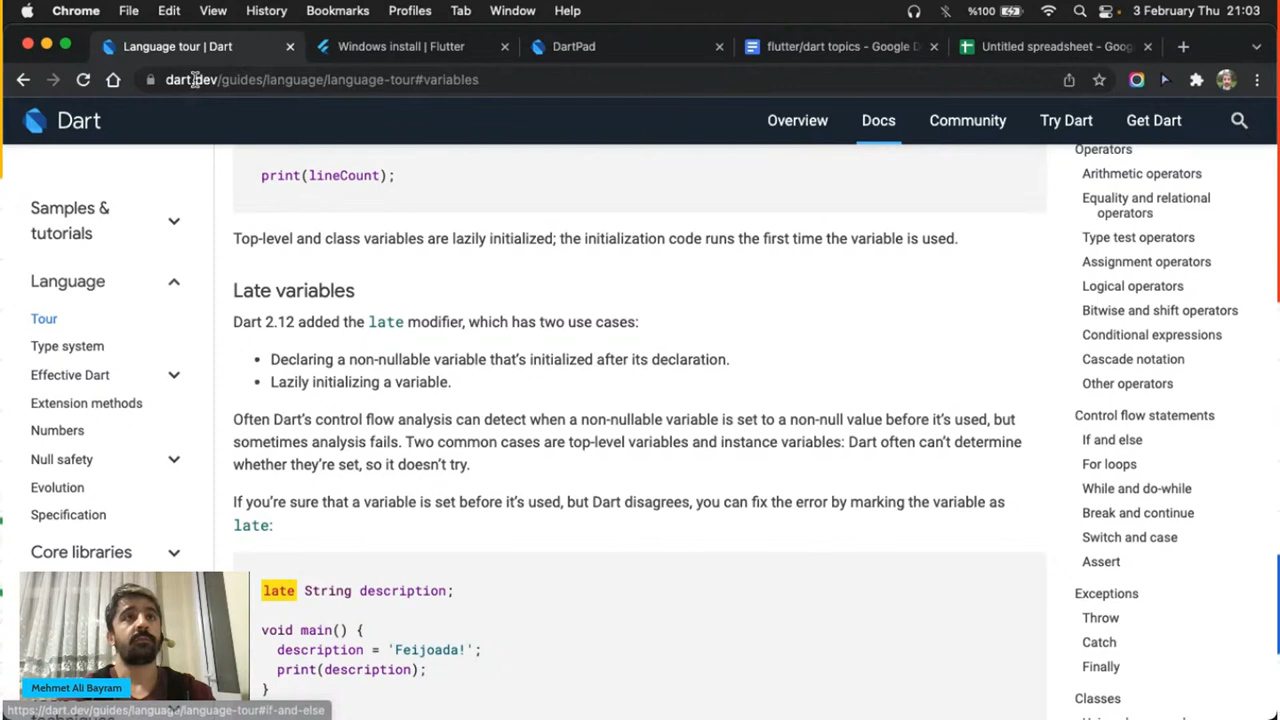 Chrome File Edit View History Bookmarks Profiles Tab Window Help %100 3 February Thu 21:03
Language tour | Dart Windows install | Flutter DartPad flutter/dart topics - Google D Untitled spreadsheet - Google
dart.dev/guides/language/language-tour#variables
Dart Overview Docs Community Try Dart Get Dart
Samples &
tutorials
Language
Tour
Type system
Effective Dart
Extension methods
Numbers
Null safety
Evolution
Specification
Core libraries
print(lineCount);
Top-level and class variables are lazily initialized; the initialization code runs the first time the variable is used.
Late variables
Dart 2.12 added the late modifier, which has two use cases:
• Declaring a non-nullable variable that's initialized after its declaration.
• Lazily initializing a variable.
Often Dart's control flow analysis can detect when a non-nullable variable is set to a non-null value before it's used, but
sometimes analysis fails. Two common cases are top-level variables and instance variables: Dart often can't determine
whether they're set, so it doesn't try.
If you're sure that a variable is set before it's used, but Dart disagrees, you can fix the error by marking the variable as
late:
late String description;
void main() {
description = 'Feijoada!';
print(description);
}
Operators
Arithmetic operators
Equality and relational
operators
Type test operators
Assignment operators
Logical operators
Bitwise and shift operators
Conditional expressions
Cascade notation
Other operators
Control flow statements
If and else
For loops
While and do-while
Break and continue
Switch and case
Assert
Exceptions
Throw
Catch
Finally
Classes
Mehmet Ali Bayram
https://dart.dev/guides/language/language-tour#if-and-else